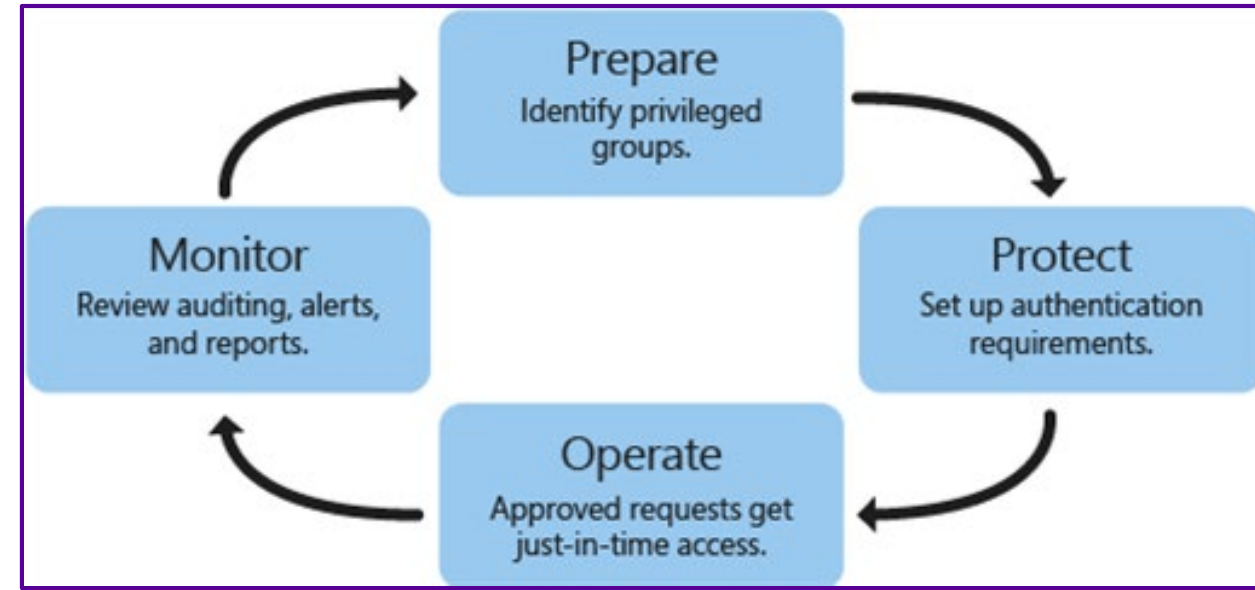 Prepare
Identify privileged
groups.
Protect
Set up authentication
requirements.
Operate
Approved requests get
just-in-time access.
Monitor
Review auditing, alerts,
and reports.